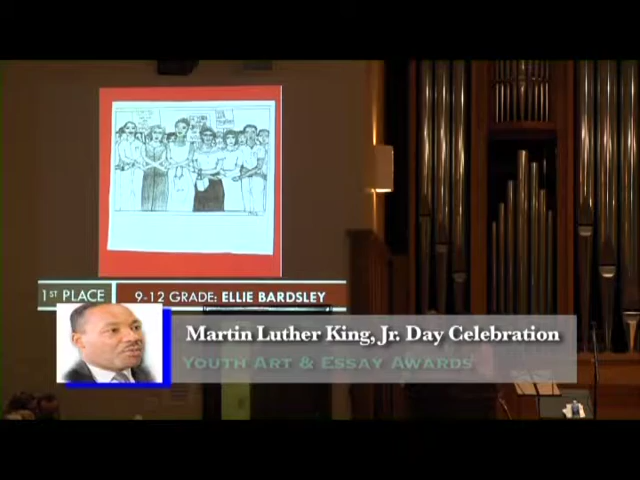 1ST PLACE
9-12 GRADE: ELLIE BARDSLEY
Martin Luther King, Jr. Day Celebration
Youth Art & Essay Awards